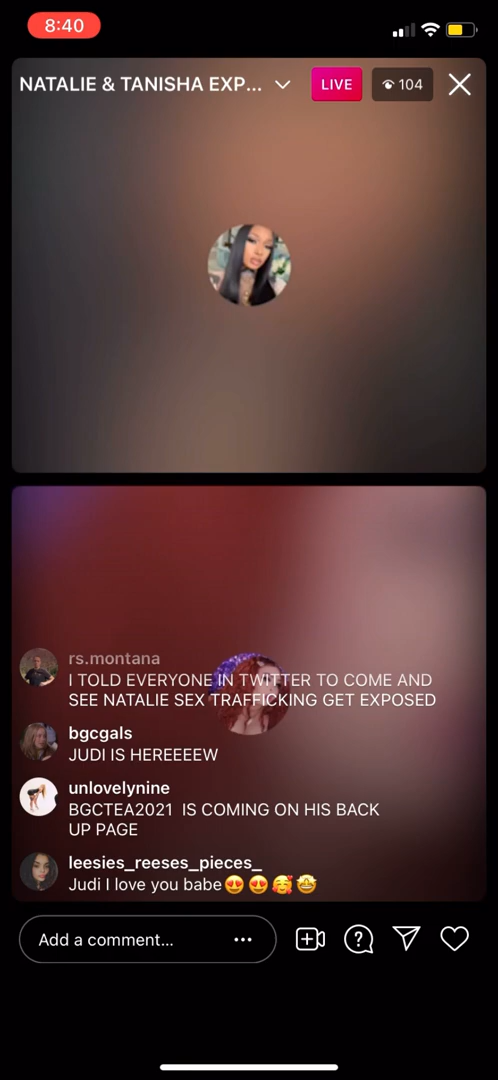 8:40
NATALIE & TANISHA EXP...
LIVE
104
rs.montana
I TOLD EVERYONE IN TWITTER TO COME AND
SEE NATALIE SEX TRAFFICKING GET EXPOSED
bgcgals
JUDI IS HEREEEEW
unlovelynine
BGCTEA2021 IS COMING ON HIS BACK
UP PAGE
leesies_reeses_pieces_
Judi I love you babe😍😍🥰🤩
Add a comment...